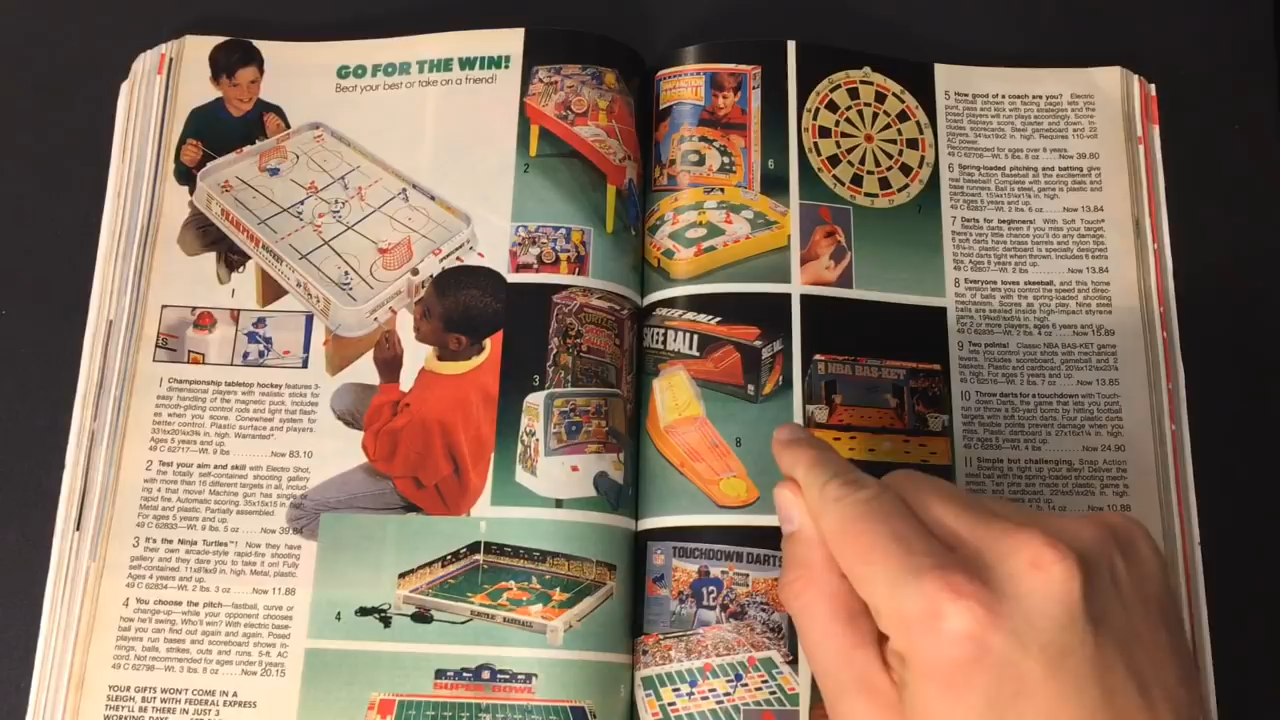 GO FOR THE WIN!
Beat your best or take on a friend!
1 Championship tabletop hockey features 3-
dimensional players with realistic sticks for
easy handling of the magnetic puck. Includes
smooth-gliding control rods and light that flash-
es when you score. Conewheel system for
better control. Plastic surface and players.
Ages 5 years and up.
49 C 62717—Wt. 9 lbs .....Now 83.10
2 Test your aim and skill with Electro Shot,
the totally self-contained shooting gallery
with more than 16 different targets in all, includ-
ing 4 that move! Machine gun has single or
rapid fire. Automatic scoring. 35x15x15 in. high.
Metal and plastic. Partially assembled.
For ages 5 years and up.
49 C 62833—Wt. 9 lbs. 5 oz .....Now 39.84
3 It's the Ninja Turtles™! Now they have
their own arcade-style rapid-fire shooting
gallery and they dare you to take it on! Fully
self-contained. high. Metal, plastic.
Ages 4 years and up.
49 C 62834—Wt. 2 lbs. 3 oz .....Now 11.88
4 You choose the pitch—fastball, curve or
change-up—while your opponent chooses
how he'll swing. Who'll win? With electric base-
ball you can find out again and again. Posed
players run bases and scoreboard shows in-
nings, balls, strikes, outs and runs. 5-ft. AC
cord. Not recommended for ages under 8 years.
49 C 62798—Wt. 3 lbs. 8 oz .....Now 20.15
YOUR GIFTS WON'T COME IN A
SLEIGH, BUT WITH FEDERAL EXPRESS
THEY'LL BE THERE IN JUST 3
WORKING DAYS
1
CHAMPION HOCKEY
2
3
TURTLES
4
ELECTRIC BASEBALL
SUPER BOWL
BASEBALL
6
7
SKEE BALL
SKEE BALL
8
NBA BAS-KET
NFL
TOUCHDOWN DARTS
12
5 How good of a coach are you? Electric
football (shown on facing page) lets you
punt, pass and kick with pro strategies and the
posed players will run plays accordingly. Score-
board displays score, quarter and down. In-
cludes scorecards. Steel gameboard and 22
players. 34½x19x2 in. high. Requires 110-volt
AC power.
Recommended for ages over 8 years.
49 C 62708—Wt. 5 lbs. 8 oz .....Now 39.80
6 Spring-loaded pitching and batting give
Snap Action Baseball all the excitement of
real baseball! Complete with scoring dials and
base runners. Ball is steel, game is plastic and
cardboard. high.
For ages 6 years and up.
49 C 62837—Wt. 2 lbs. 6 oz .....Now 13.84
7 Darts for beginners! With Soft Touch®
flexible darts, even if you miss your target,
there's very little chance you'll do any damage.
6 soft darts have brass barrels and nylon tips.
plastic dartboard is specially designed
to hold darts tight when thrown. Includes 6 extra
tips. Ages 8 years and up.
49 C 62807—Wt. 2 lbs .....Now 13.84
8 Everyone loves skeeball, and this home
version lets you control the speed and direc-
tion of balls with the spring-loaded shooting
mechanism. Scores as you play. Nine steel
balls are sealed inside high-impact styrene
game. high.
For 2 or more players, ages 6 years and up.
49 C 62835—Wt. 2 lbs. 4 oz .....Now 15.89
9 Two points! Classic NBA BAS-KET game
lets you control your shots with mechanical
levers. Includes scoreboard, gameball and 2
baskets. Plastic and cardboard. high.
For ages 5 years and up.
49 C 62516—Wt. 2 lbs. 7 oz .....Now 13.85
10 Throw darts for a touchdown with Touch-
down Darts, the game that lets you punt,
run or throw a 50-yard bomb by hitting football
targets with soft touch darts. Four plastic darts
with flexible points prevent damage when you
miss. Plastic dartboard is 27x16x1¼ in. high.
For ages 8 years and up.
49 C 62836—Wt. 4 lbs .....Now 24.90
11 Simple but challenging, Snap Action
Bowling is right up your alley! Deliver the
steel ball with the spring-loaded shooting mech-
anism. Ten pins are made of plastic, game is
plastic and cardboard. high.
1 lb. 14 oz .....Now 10.88